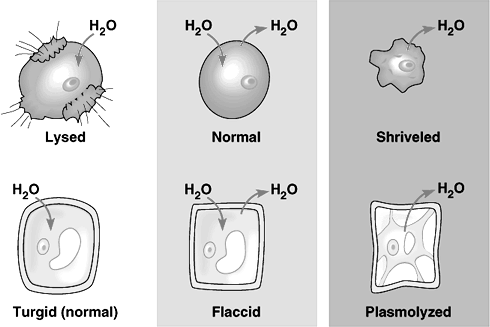 H2O
Lysed
H2O H2O
Normal
H2O
Shriveled
H2O
Turgid (normal)
H2O H2O
Flaccid
H2O
Plasmolyzed